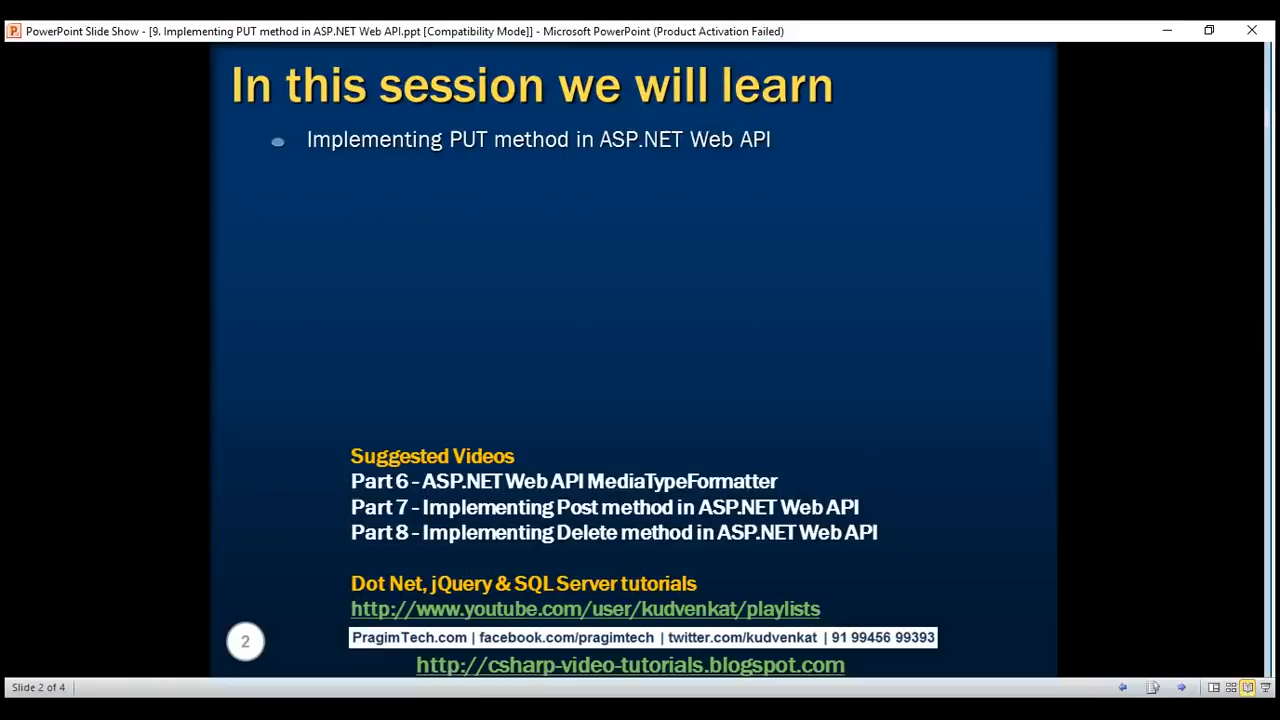 PowerPoint Slide Show - [9. Implementing PUT method in ASP.NET Web API.ppt [Compatibility Mode]] - Microsoft PowerPoint (Product Activation Failed)
In this session we will learn
Implementing PUT method in ASP.NET Web API
Suggested Videos
Part 6 - ASP.NET Web API MediaTypeFormatter
Part 7 - Implementing Post method in ASP.NET Web API
Part 8 - Implementing Delete method in ASP.NET Web API
Dot Net, jQuery & SQL Server tutorials
http://www.youtube.com/user/kudvenkat/playlists
2
PragimTech.com | facebook.com/pragimtech | twitter.com/kudvenkat | 91 99456 99393
http://csharp-video-tutorials.blogspot.com
Slide 2 of 4